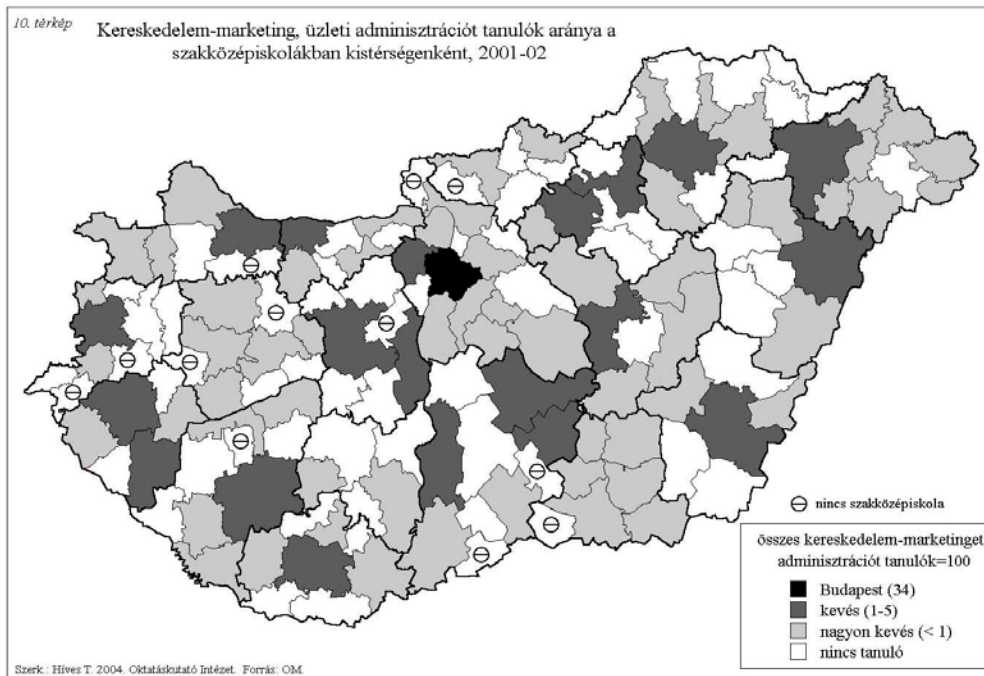 10. térkép
Kereskedelem-marketing, üzleti adminisztrációt tanulók aránya a
szakközépiskolákban kistérségenként, 2001-02
nincs szakközépiskola
összes kereskedelem-marketinget
adminisztrációt tanulók=100
Budapest (34)
kevés (1-5)
nagyon kevés (< 1)
nincs tanuló
Szerk.: Híves T. 2004. Oktatáskutató Intézet. Forrás: OM.